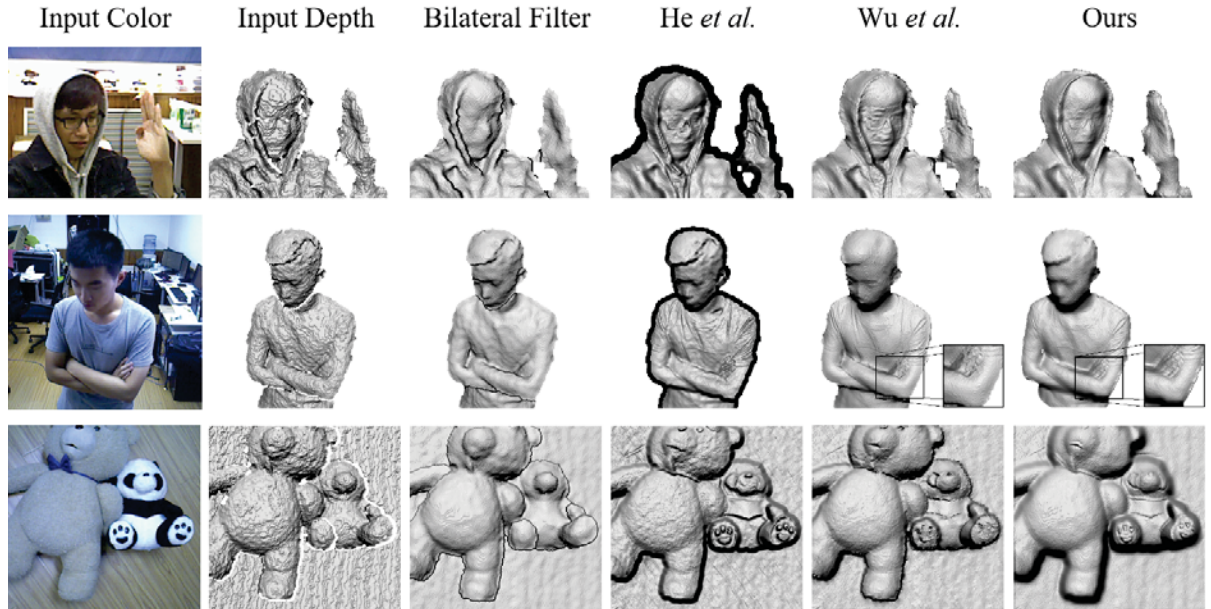 Input Color Input Depth Bilateral Filter He et al. Wu et al. Ours